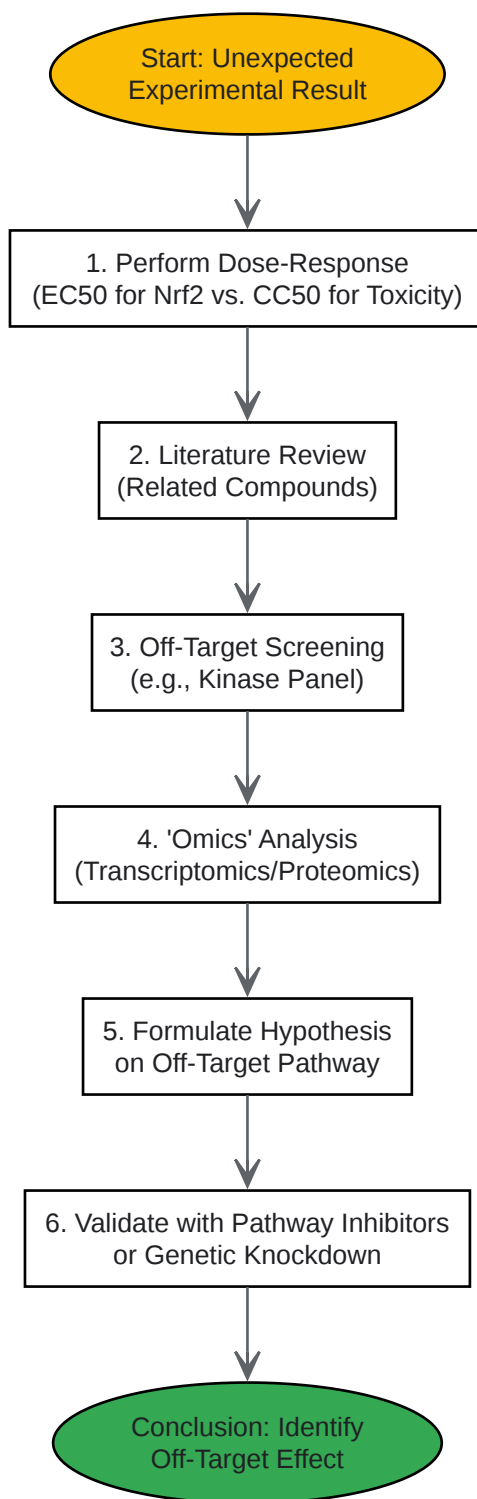 Start: Unexpected
Experimental Result
1. Perform Dose-Response
(EC50 for Nrf2 vs. CC50 for Toxicity)
2. Literature Review
(Related Compounds)
3. Off-Target Screening
(e.g., Kinase Panel)
4. 'Omics' Analysis
(Transcriptomics/Proteomics)
5. Formulate Hypothesis
on Off-Target Pathway
6. Validate with Pathway Inhibitors
or Genetic Knockdown
Conclusion: Identify
Off-Target Effect